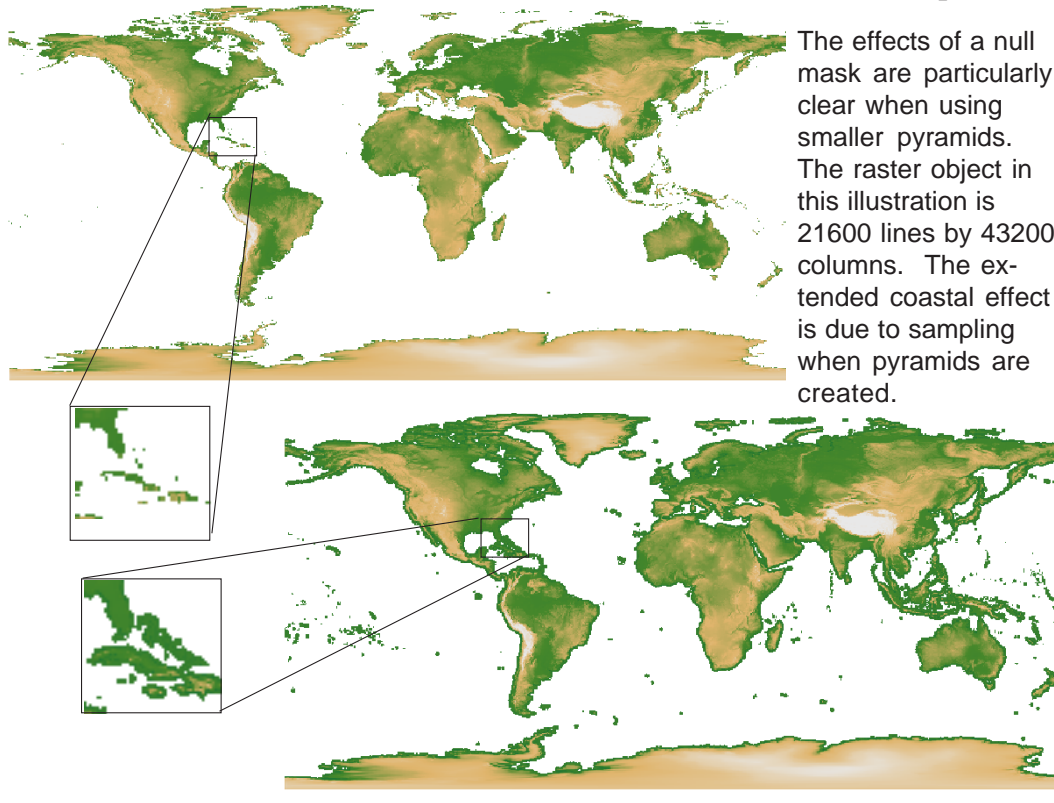 The effects of a null
mask are particularly
clear when using
smaller pyramids.
The raster object in
this illustration is
21600 lines by 43200
columns.  The ex-
tended coastal effect
is due to sampling
when pyramids are
created.